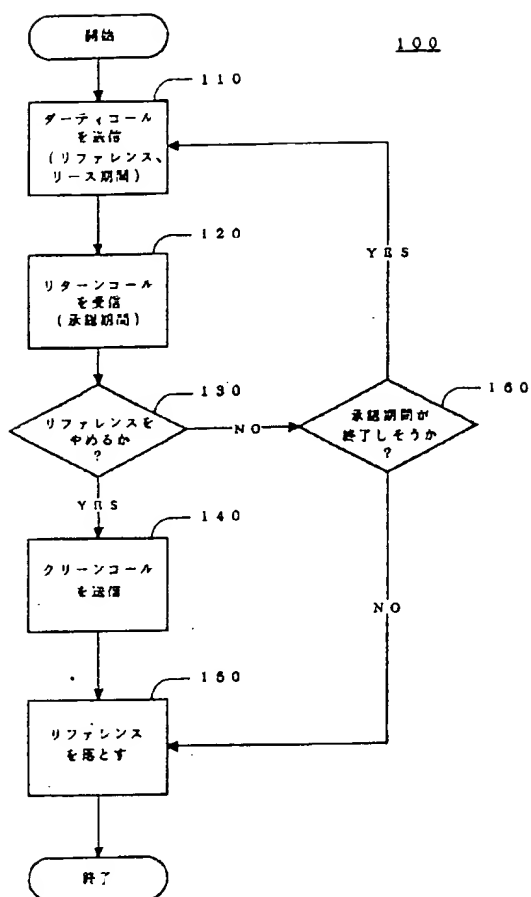 開始
100
110
ダーティコール
を送信
(リファレンス、
リース期間)
120
リターンコール
を受信
(承認期間)
130
リファレンスを
やめるか
?
NO
YES
160
承認期間が
終了しそうか
?
YES
NO
140
クリーンコール
を送信
150
リファレンス
を落とす
終了